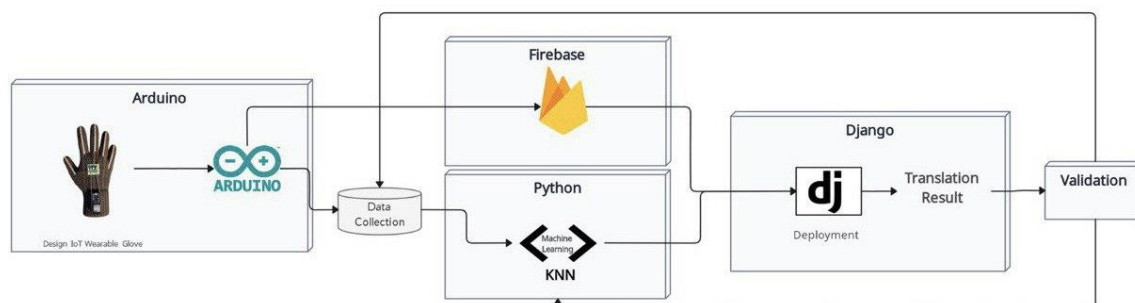 Firebase
Arduino
ARDUINO
Design IoT Wearable Glove
Data
Collection
Python
Machine
Learning
KNN
Django
dj
Deployment
Translation
Result
Validation